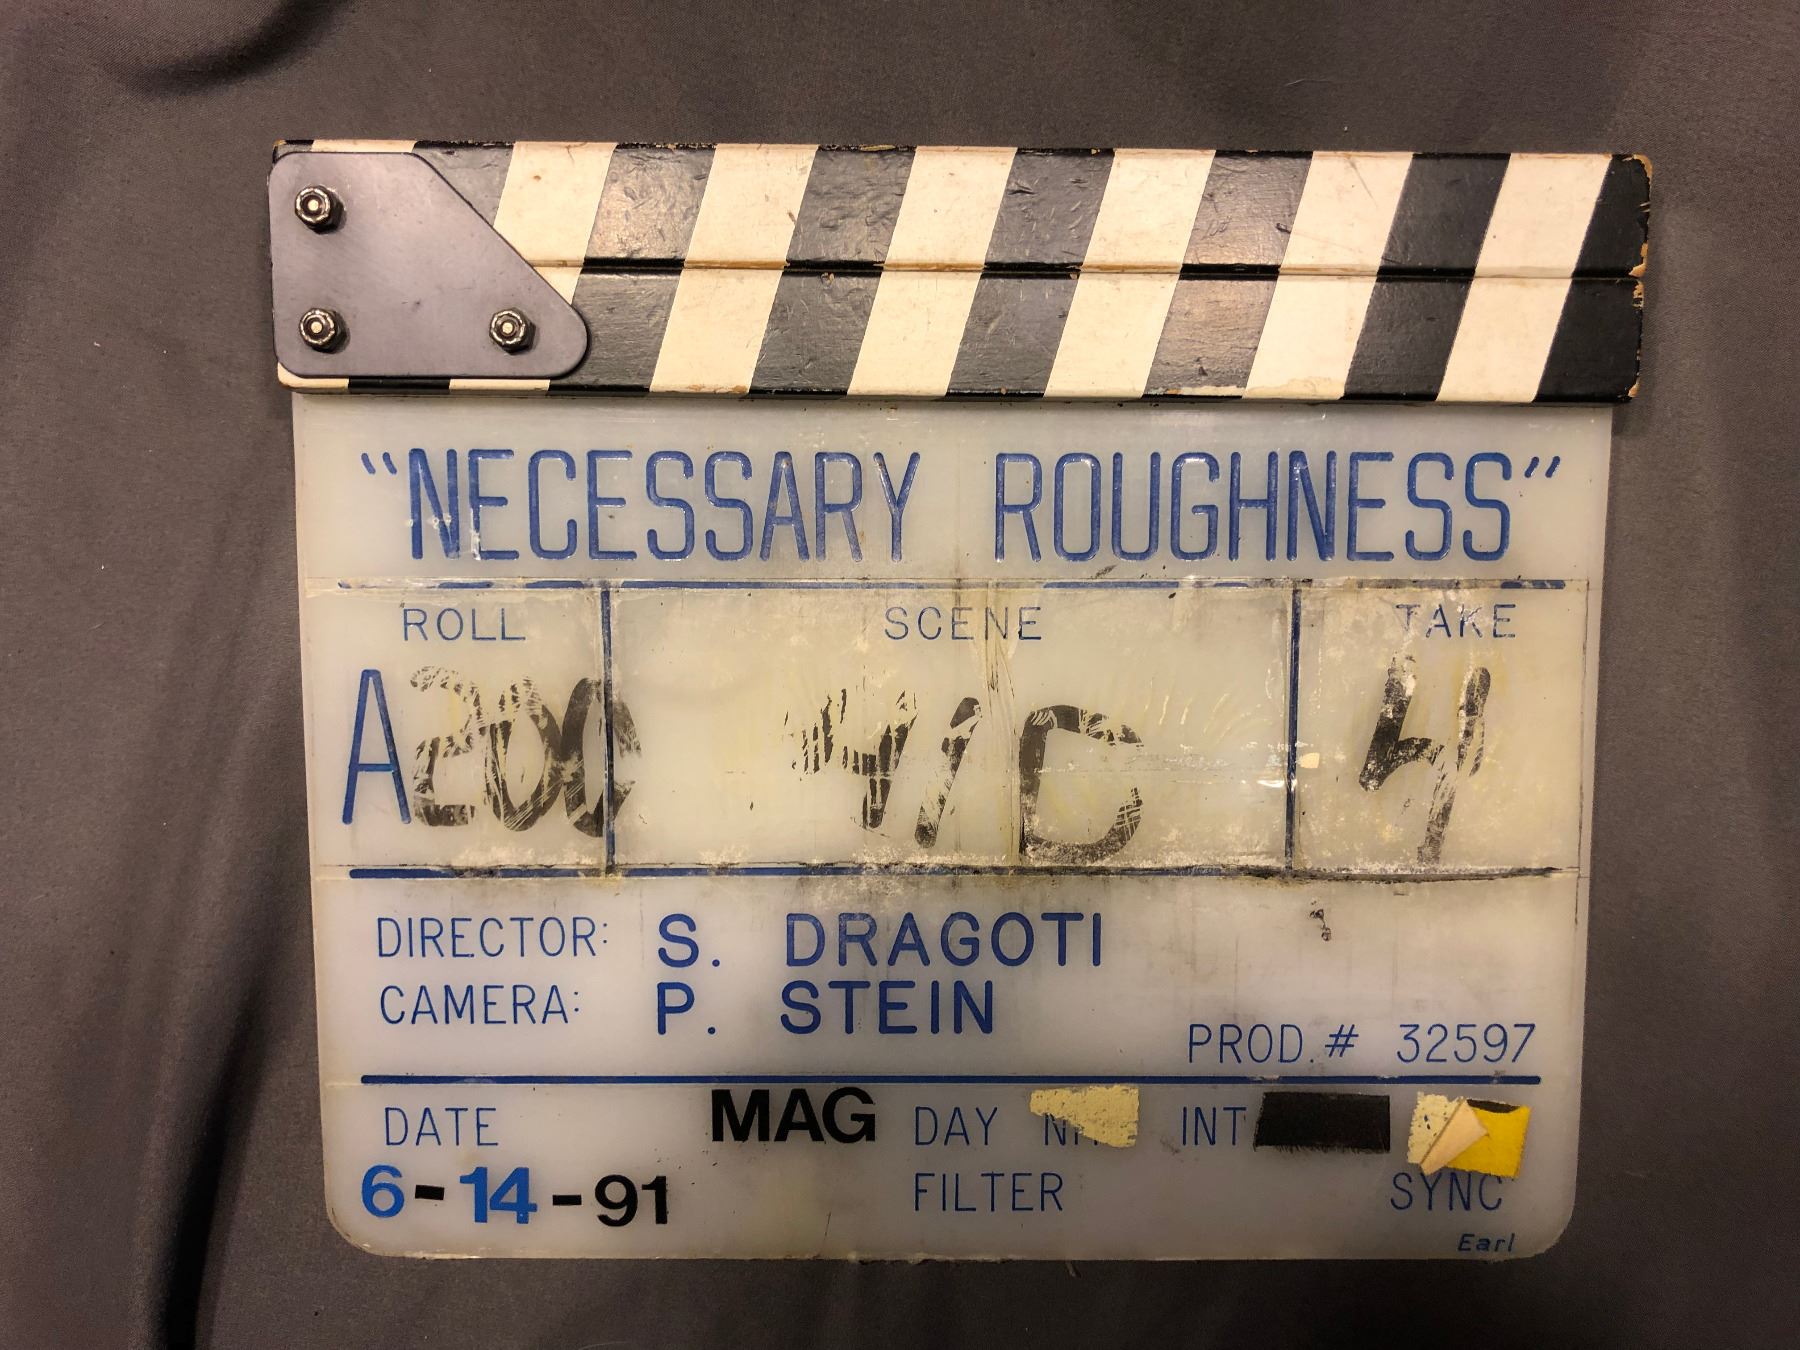 “NECESSARY ROUGHNESS”
ROLL SCENE TAKE
A200 41D 4
DIRECTOR: S. DRAGOTI
CAMERA: P. STEIN
PROD. # 32597
DATE MAG DAY INT
6-14-91 FILTER SYNC
Earl